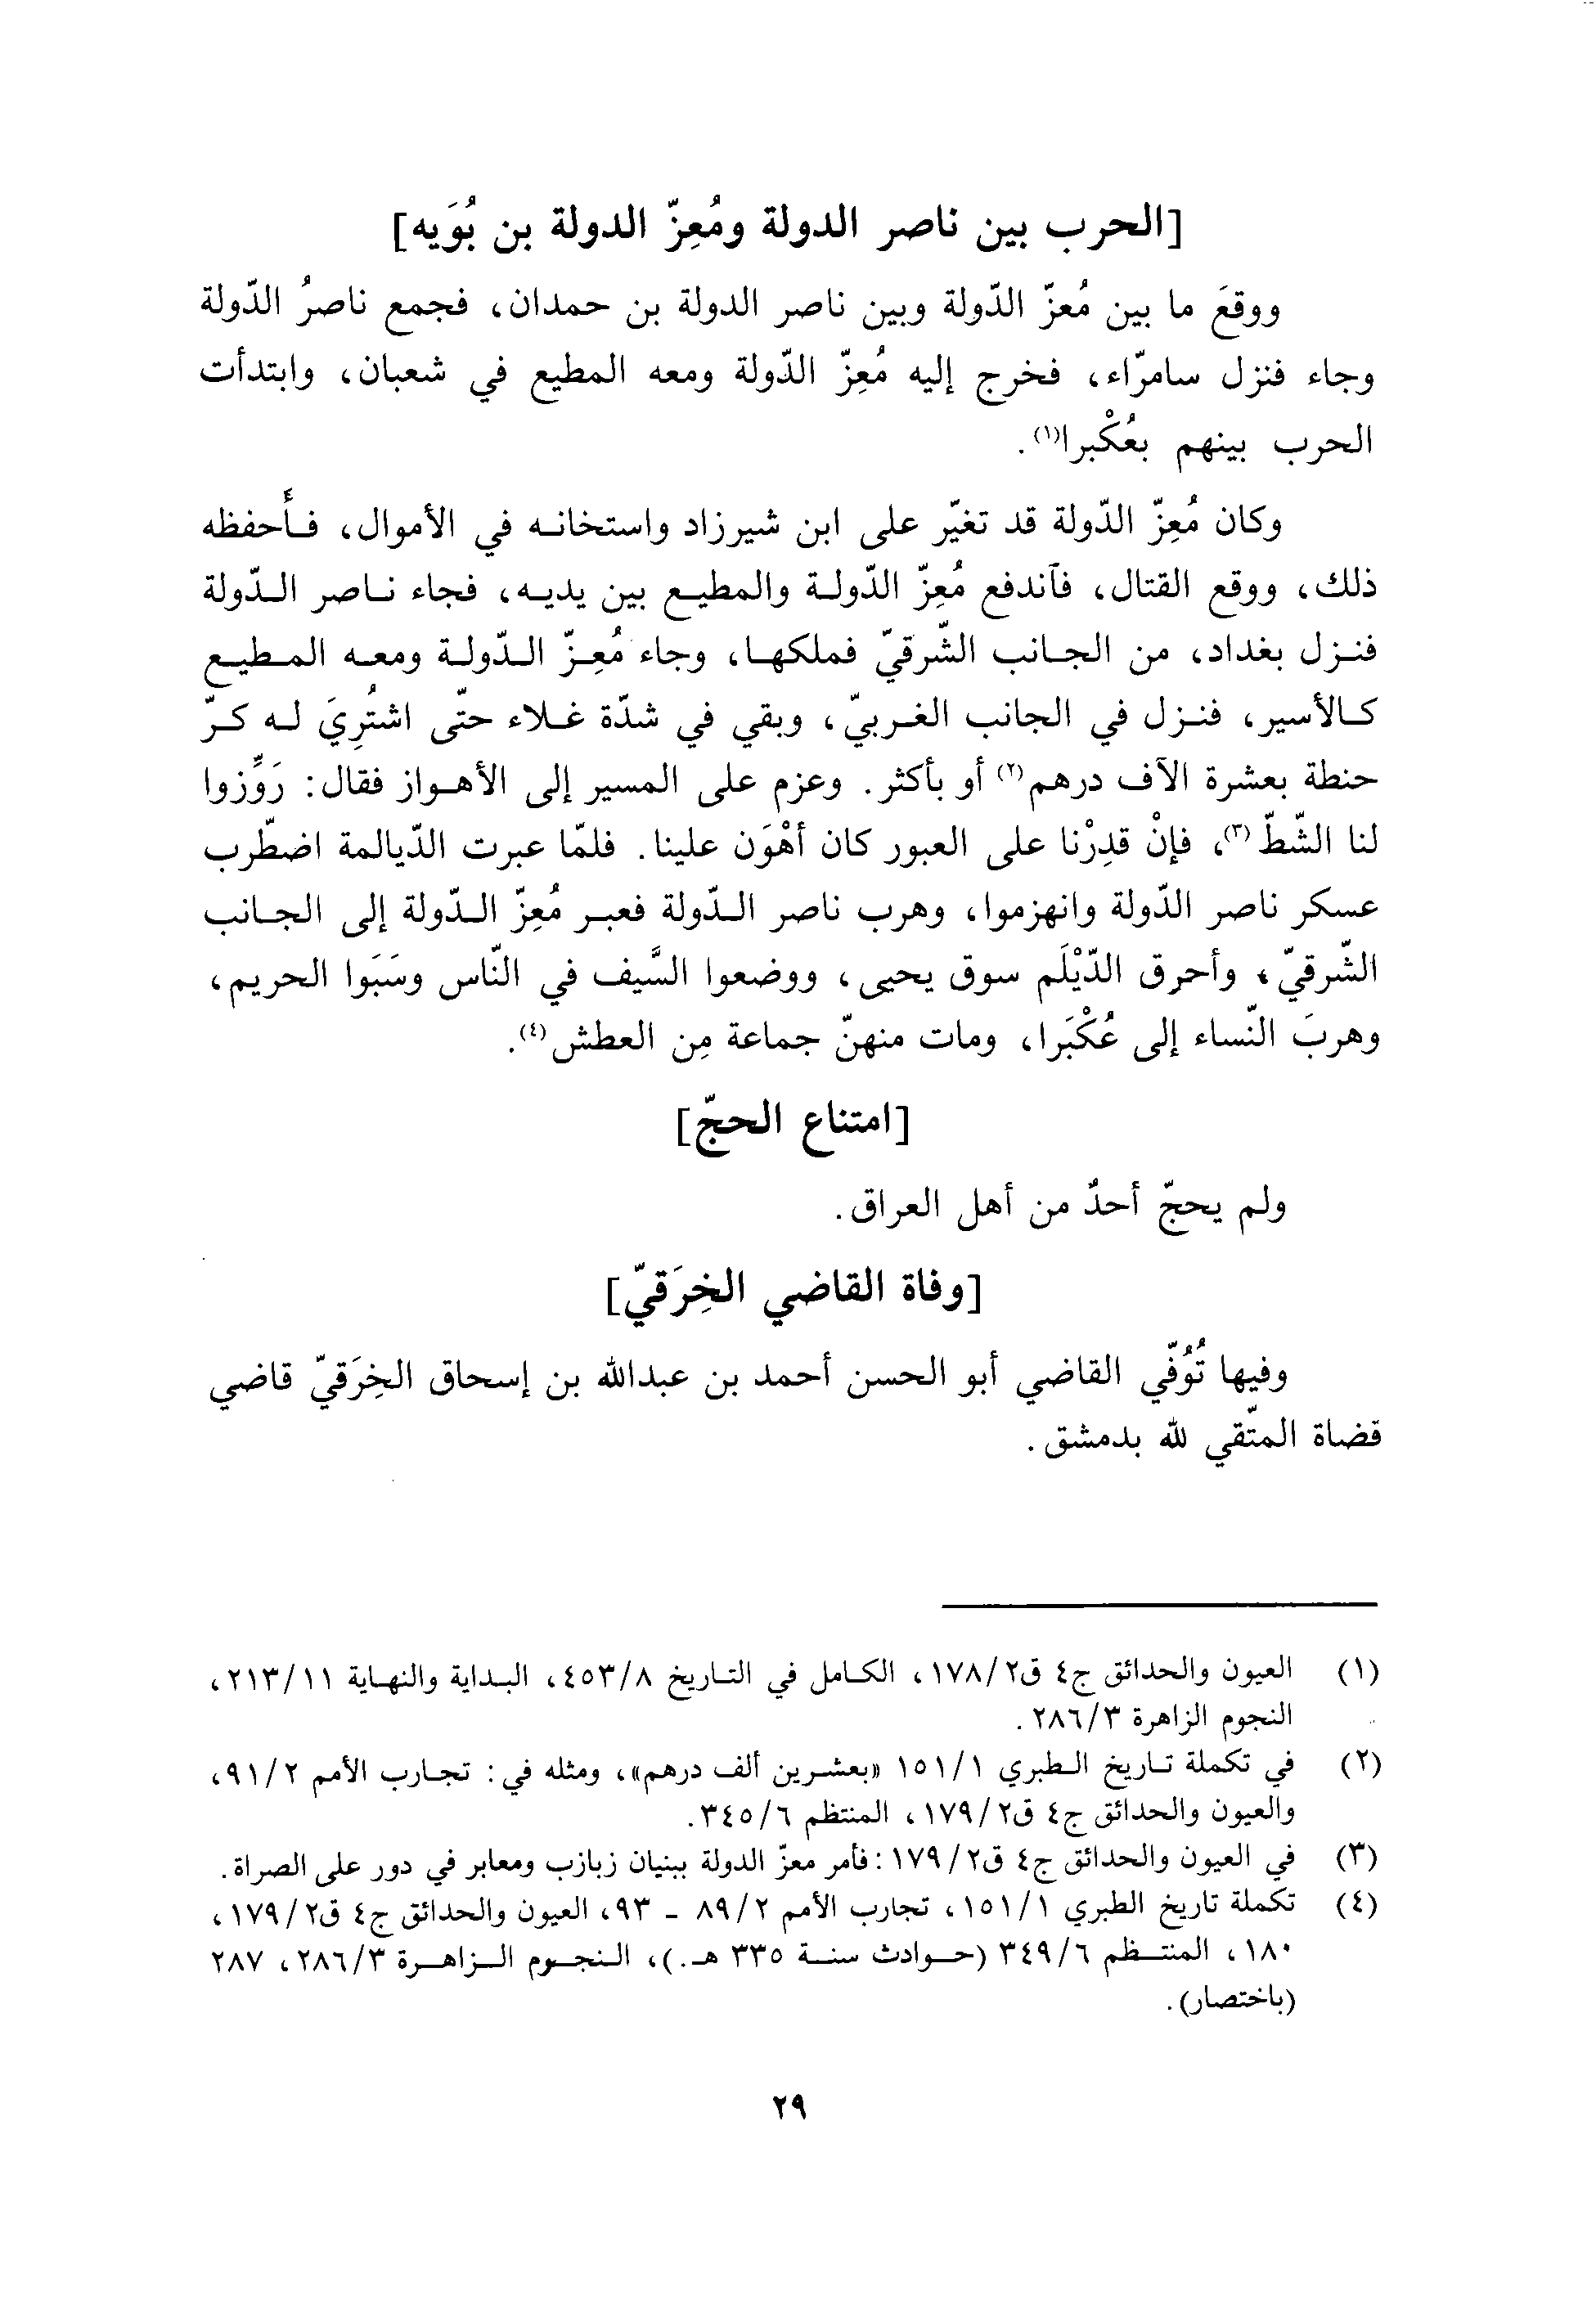 [الحرب بين ناصر الدولة ومُعِزّ الدولة بن بُوَيه]
ووقعَ ما بين مُعزّ الدّولة وبين ناصر الدولة بن حمدان، فجمع ناصرُ الدّولة
وجاء فنزل سامرّاء، فخرج إليه مُعِزّ الدّولة ومعه المطيع في شعبان، وابتدأت
الحرب بينهم بعُكْبرا(١).
وكان مُعِزّ الدّولة قد تغيّر على ابن شيرزاد واستخانه في الأموال، فأَحفظه
ذلك، ووقع القتال، فآندفع مُعِزّ الدّولة والمطيع بين يديه، فجاء ناصر الدّولة
فنزل بغداد، من الجانب الشّرقيّ فملكها، وجاء مُعِزّ الدّولة ومعه المطيع
كالأسير، فنزل في الجانب الغربيّ، وبقي في شدّة غلاء حتّى اشتُرِيَ له كرّ
حنطة بعشرة الآف درهم(٢) أو بأكثر. وعزم على المسير إلى الأهواز فقال: رَوِّزوا
لنا الشّطّ(٣)، فإنْ قدِرْنا على العبور كان أهْوَن علينا. فلمّا عبرت الدّيالمة اضطّرب
عسكر ناصر الدّولة وانهزموا، وهرب ناصر الدّولة فعبر مُعِزّ الدّولة إلى الجانب
الشّرقيّ، وأحرق الدّيْلَم سوق يحيى، ووضعوا السَّيف في النّاس وسَبَوا الحريم،
وهربَ النّساء إلى عُكْبَرا، ومات منهنّ جماعة مِن العطش(٤).
[امتناع الحجّ]
ولم يحجّ أحدٌ من أهل العراق.
[وفاة القاضي الخِرَقيّ]
وفيها تُوُفّي القاضي أبو الحسن أحمد بن عبدالله بن إسحاق الخِرَقيّ قاضي
قضاة المتّقي لله بدمشق.
(١) العيون والحدائق ج٤ ق٢/١٧٨، الكامل في التاريخ ٤٥٣/٨، البداية والنهاية ٢١٣/١١،
النجوم الزاهرة ٢٨٦/٣.
(٢) في تكملة تاريخ الطبري ١٥١/١ «بعشرين ألف درهم»، ومثله في: تجارب الأمم ٩١/٢،
والعيون والحدائق ج٤ ق٢/١٧٩، المنتظم ٣٤٥/٦.
(٣) في العيون والحدائق ج٤ ق٢/١٧٩: فأمر معزّ الدولة ببنيان زبازب ومعابر في دور على الصراة.
(٤) تكملة تاريخ الطبري ١٥١/١، تجارب الأمم ٨٩/٢ - ٩٣، العيون والحدائق ج٤ ق٢/١٧٩،
١٨٠، المنتظم ٣٤٩/٦ (حوادث سنة ٣٣٥ هـ.)، النجوم الزاهرة ٢٨٦/٣، ٢٨٧
(باختصار).
٢٩